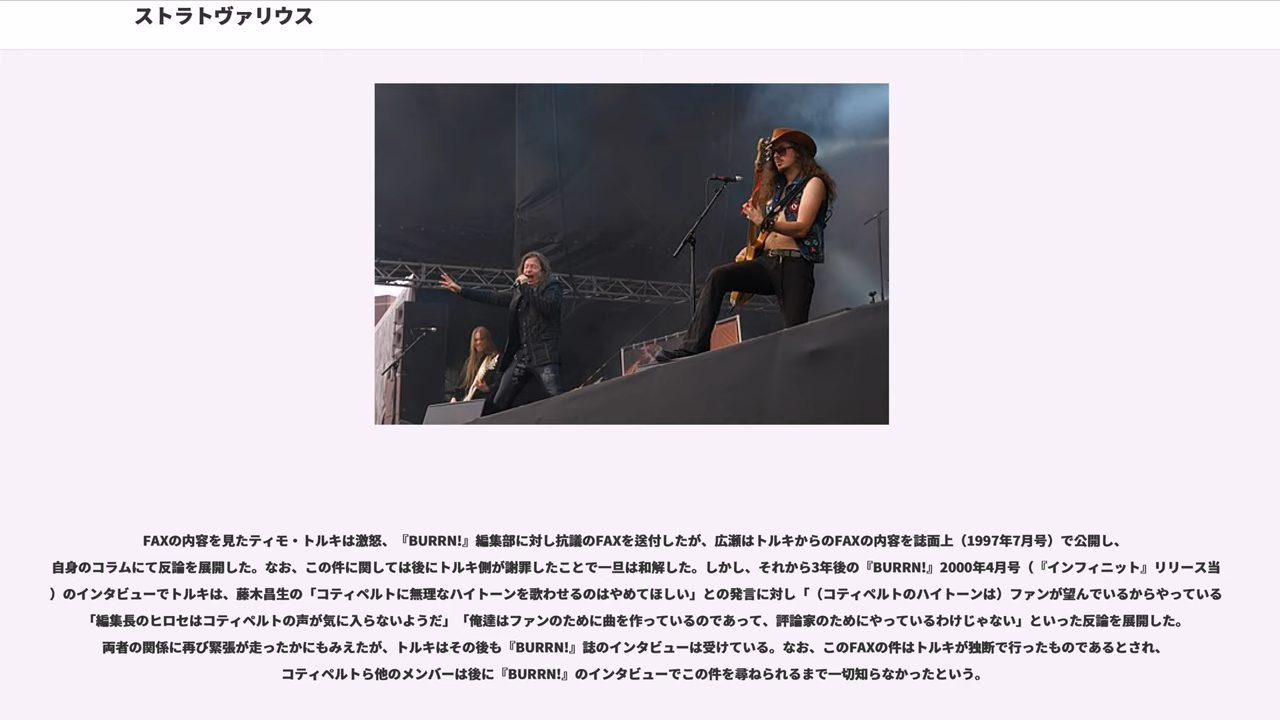 ストラトヴァリウス
FAXの内容を見たティモ・トルキは激怒、『BURRN!』編集部に対し抗議のFAXを送付したが、広瀬はトルキからのFAXの内容を誌面上（1997年7月号）で公開し、
自身のコラムにて反論を展開した。なお、この件に関しては後にトルキ側が謝罪したことで一旦は和解した。しかし、それから3年後の『BURRN!』2000年4月号（『インフィニット』リリース当
）のインタビューでトルキは、藤木昌生の「コティペルトに無理なハイトーンを歌わせるのはやめてほしい」との発言に対し「（コティペルトのハイトーンは）ファンが望んでいるからやっている
「編集長のヒロセはコティペルトの声が気に入らないようだ」「俺達はファンのために曲を作っているのであって、評論家のためにやっているわけじゃない」といった反論を展開した。
両者の関係に再び緊張が走ったかにもみえたが、トルキはその後も『BURRN!』誌のインタビューは受けている。なお、このFAXの件はトルキが独断で行ったものであるとされ、
コティペルトら他のメンバーは後に『BURRN!』のインタビューでこの件を尋ねられるまで一切知らなかったという。